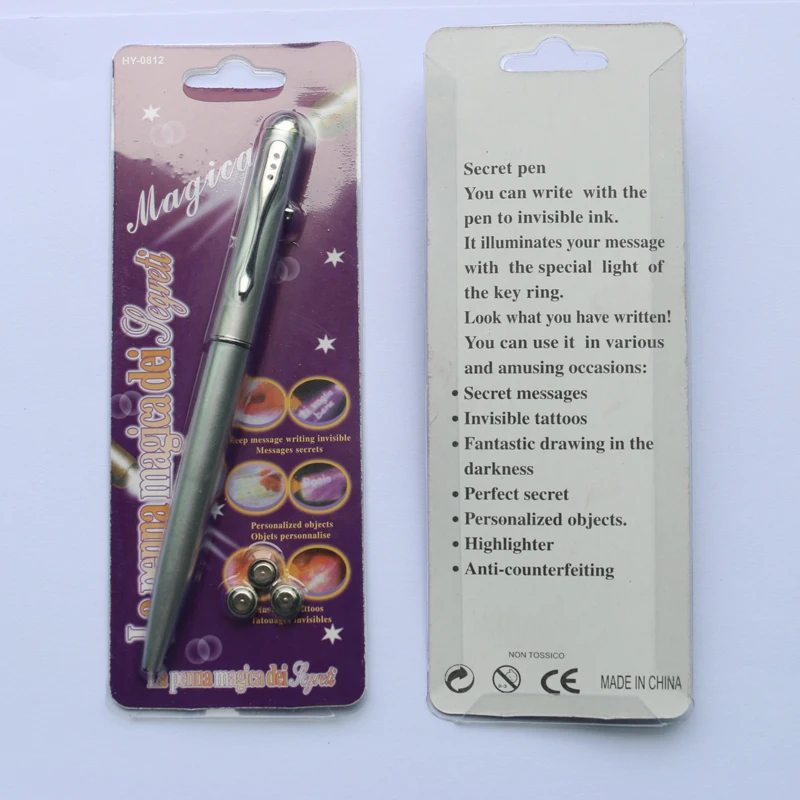 HY-0812
Magica
La penna magica dei Segreti
Keep message writing invisible
Messages secrets
Personalized objects
Objets personnalise
Tatouages invisibles
La penna magica dei Segreti
Secret pen
You can write with the
pen to invisible ink.
It illuminates your message
with the special light of
the key ring.
Look what you have written!
You can use it in various
and amusing occasions:
• Secret messages
• Invisible tattoos
• Fantastic drawing in the
darkness
• Perfect secret
• Personalized objects.
• Highlighter
• Anti-counterfeiting
NON TOSSICO
0-3
CE
MADE IN CHINA